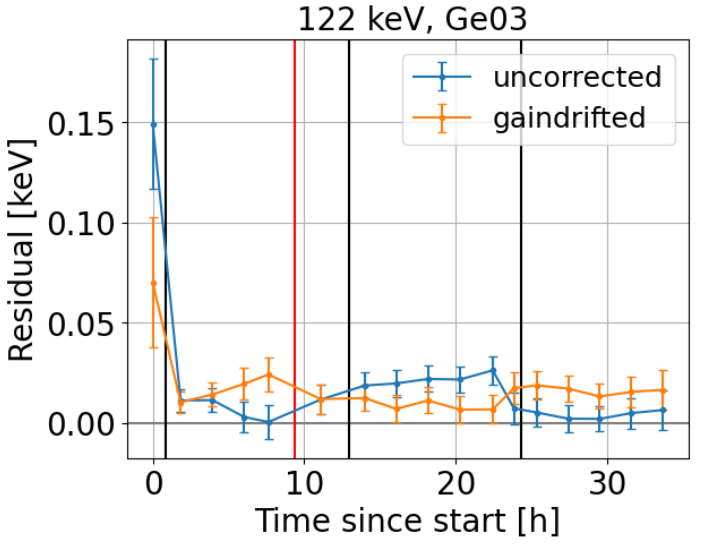 122 keV, Ge03
uncorrected
gaindrifted
Residual [keV]
0.15
0.10
0.05
0.00
0 10 20 30
Time since start [h]